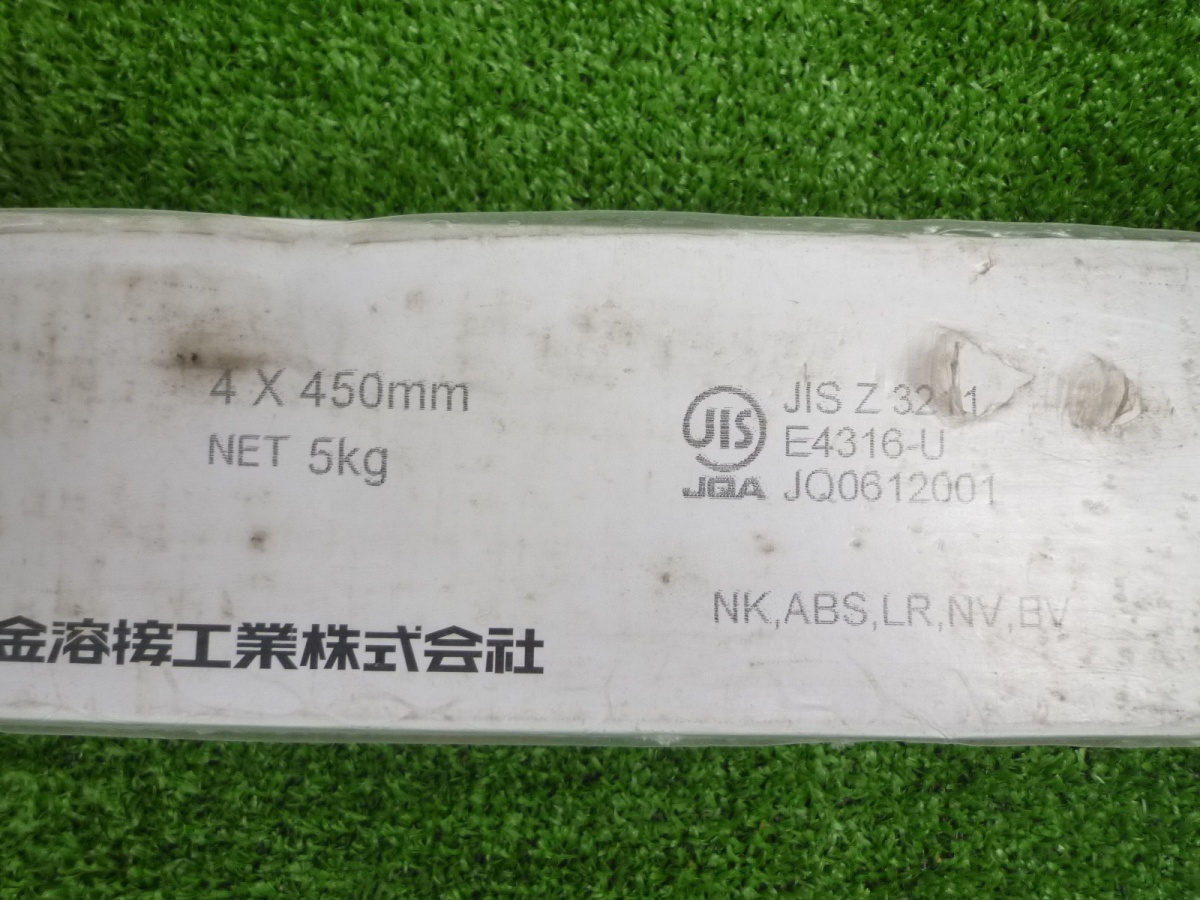 4 X 450mm
NET 5kg
JIS
JQA
JIS Z
E4316-U
JQ0612001
NK,ABS,LR,NV,BV
金溶接工業株式会社